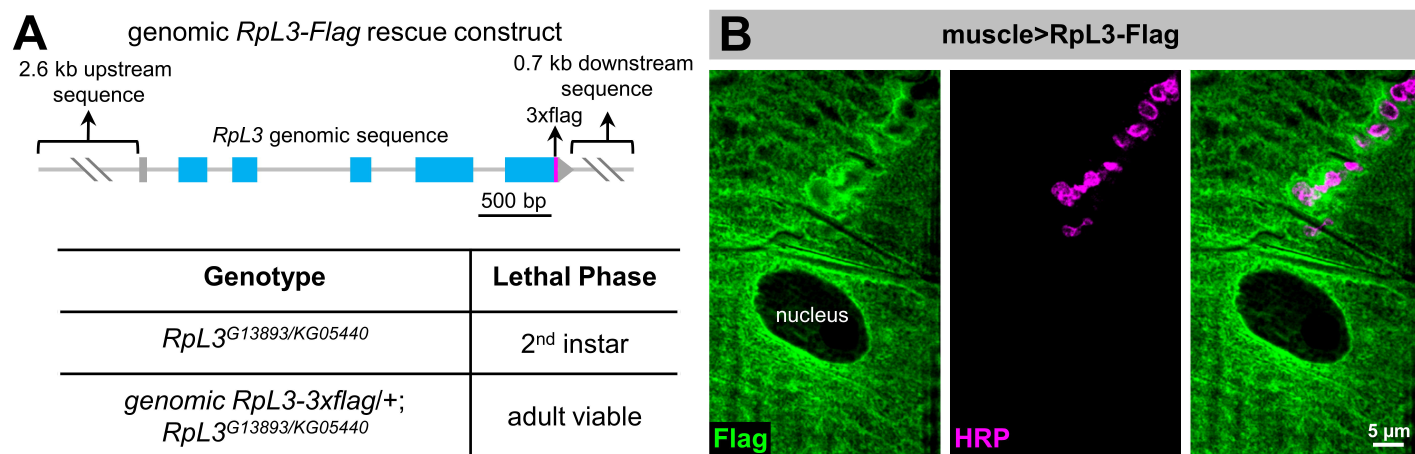 A
genomic RpL3-Flag rescue construct
2.6 kb upstream
sequence
0.7 kb downstream
sequence
3xflag
RpL3 genomic sequence
500 bp
Genotype
Lethal Phase
RpL3G13893/KG05440
2nd instar
genomic RpL3-3xflag/+;
RpL3G13893/KG05440
adult viable
B
muscle>RpL3-Flag
nucleus
Flag
HRP
5 µm